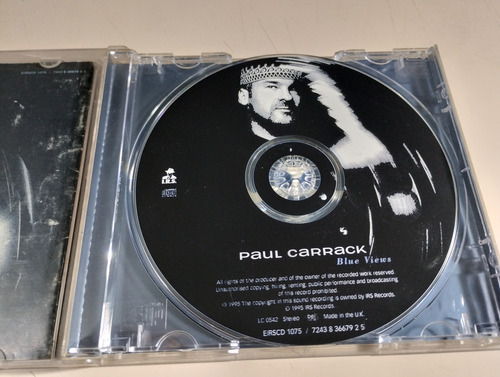 PAUL CARRACK
Blue Views
All rights of the producer and of the owner of the recorded work reserved.
Unauthorised copying, hiring, renting, public performance and broadcasting
of this record prohibited.
℗ 1995 The copyright in this sound recording is owned by IRS Records.
© 1995 IRS Records.
LC 0542 Stereo Made in the U.K.
EIRSCD 1075 / 7243 8 36679 2 5